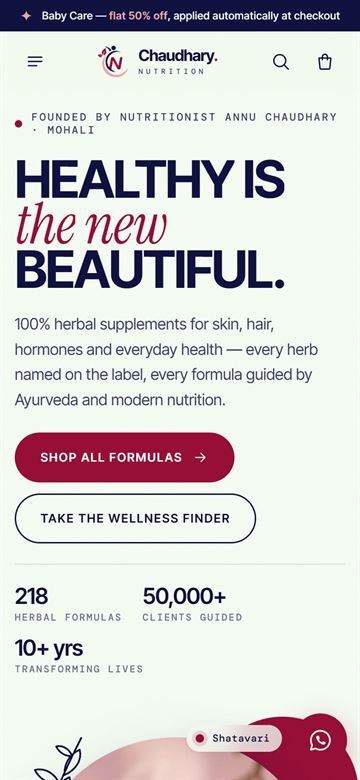 Baby Care — flat 50% off, applied automatically at checkout
Chaudhary.
NUTRITION
FOUNDED BY NUTRITIONIST ANNU CHAUDHARY
· MOHALI
HEALTHY IS
the new
BEAUTIFUL.
100% herbal supplements for skin, hair,
hormones and everyday health — every herb
named on the label, every formula guided by
Ayurveda and modern nutrition.
SHOP ALL FORMULAS →
TAKE THE WELLNESS FINDER
218
HERBAL FORMULAS
50,000+
CLIENTS GUIDED
10+ yrs
TRANSFORMING LIVES
Shatavari